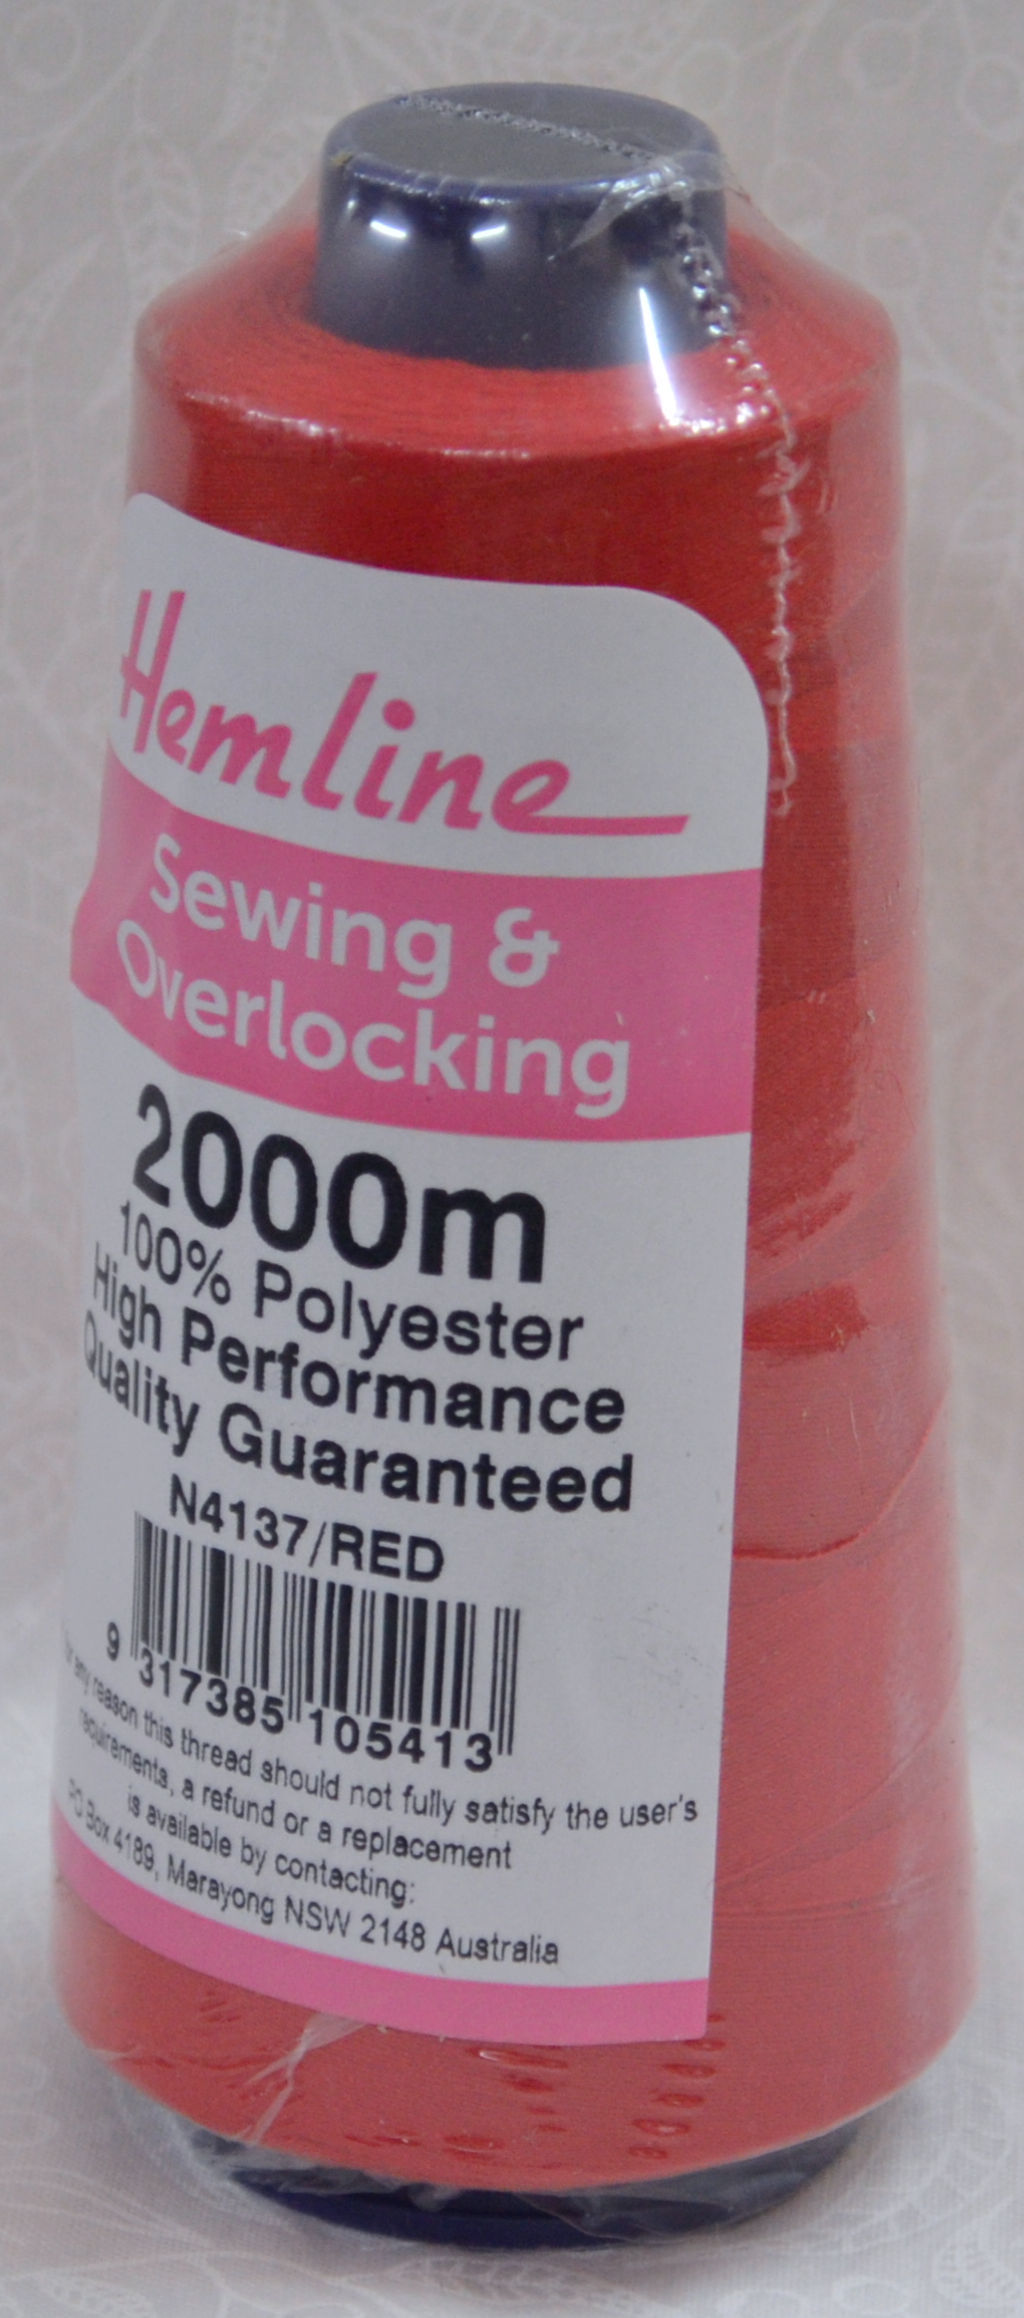 Hemline
Sewing &
Overlocking
2000m
100% Polyester
High Performance
Quality Guaranteed
N4137/RED
9 317385 105413
any reason this thread should not fully satisfy the user's
requirements, a refund or a replacement
is available by contacting:
PO Box 4189, Marayong NSW 2148 Australia